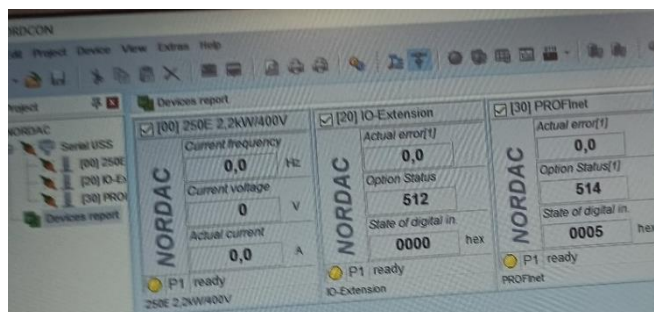 NORDCON
Project Device View Extras Help
Project
Devices report
NORDAC
Serial USS
[00] 250E
[20] IO-Ex
[30] PROF
Devices report
[00] 250E 2,2kW/400V
Current frequency
0,0 Hz
Current voltage
0 V
Actual current
0,0 A
NORDAC
P1 ready
250E 2,2kW/400V
[20] IO-Extension
Actual error[1]
0,0
Option Status
512
State of digital in.
0000 hex
NORDAC
P1 ready
IO-Extension
[30] PROFInet
Actual error[1]
0,0
Option Status[1]
514
State of digital in.
0005 hex
NORDAC
P1 ready
PROFInet